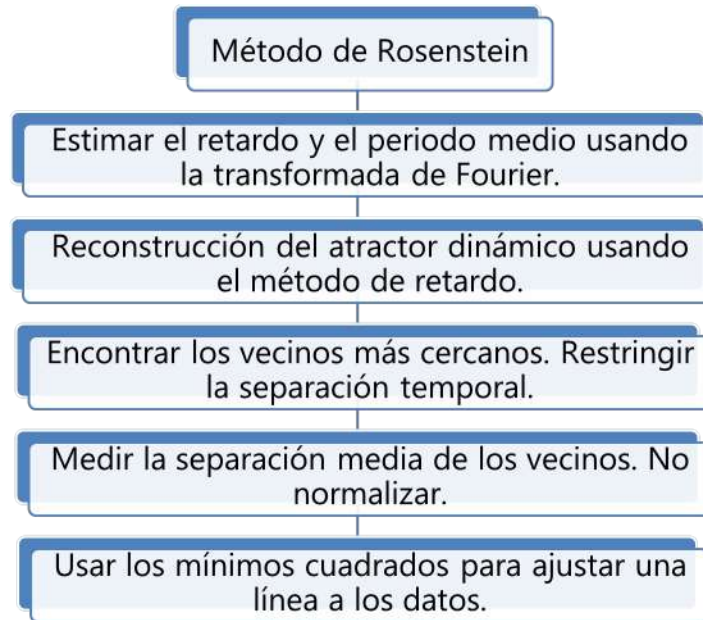 Método de Rosenstein
Estimar el retardo y el periodo medio usando
la transformada de Fourier.
Reconstrucción del atractor dinámico usando
el método de retardo.
Encontrar los vecinos más cercanos. Restringir
la separación temporal.
Medir la separación media de los vecinos. No
normalizar.
Usar los mínimos cuadrados para ajustar una
línea a los datos.